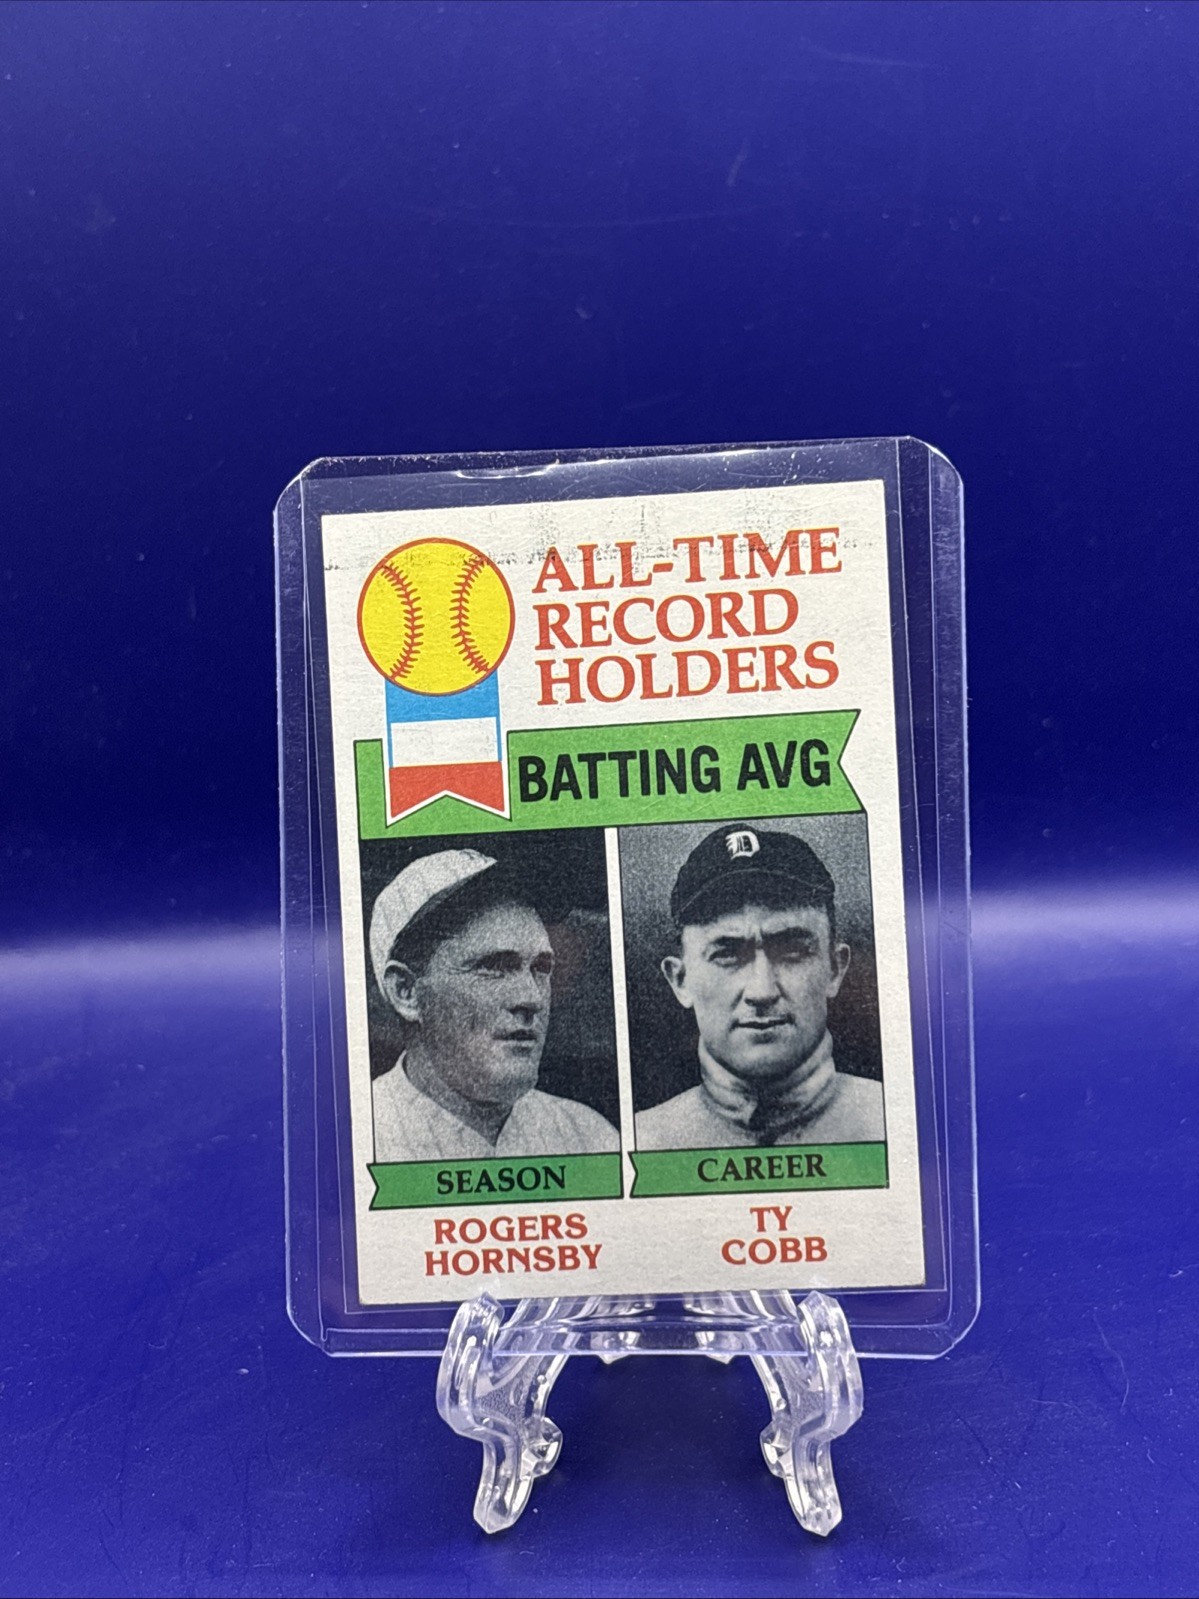 ALL-TIME
RECORD
HOLDERS
BATTING AVG
D
SEASON
CAREER
ROGERS
HORNSBY
TY
COBB